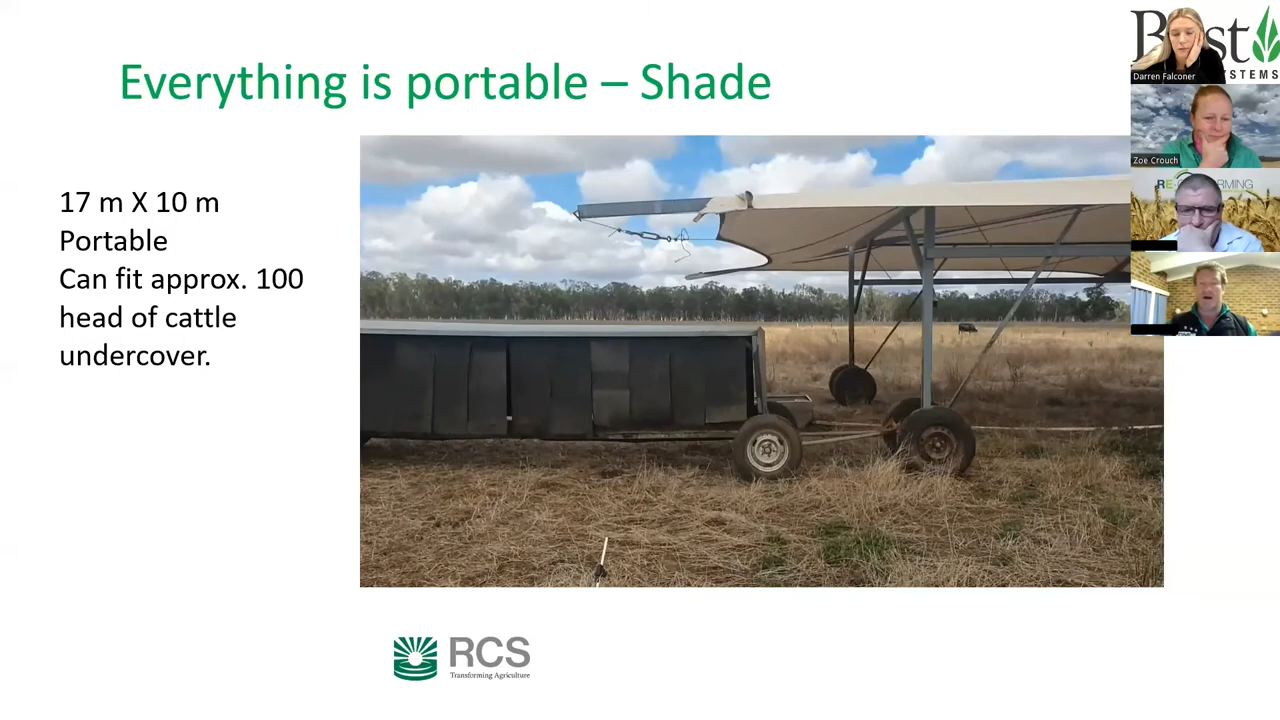 Everything is portable – Shade
17 m X 10 m
Portable
Can fit approx. 100
head of cattle
undercover.
RCS
Transforming Agriculture
Darren Falconer
Zoe Crouch